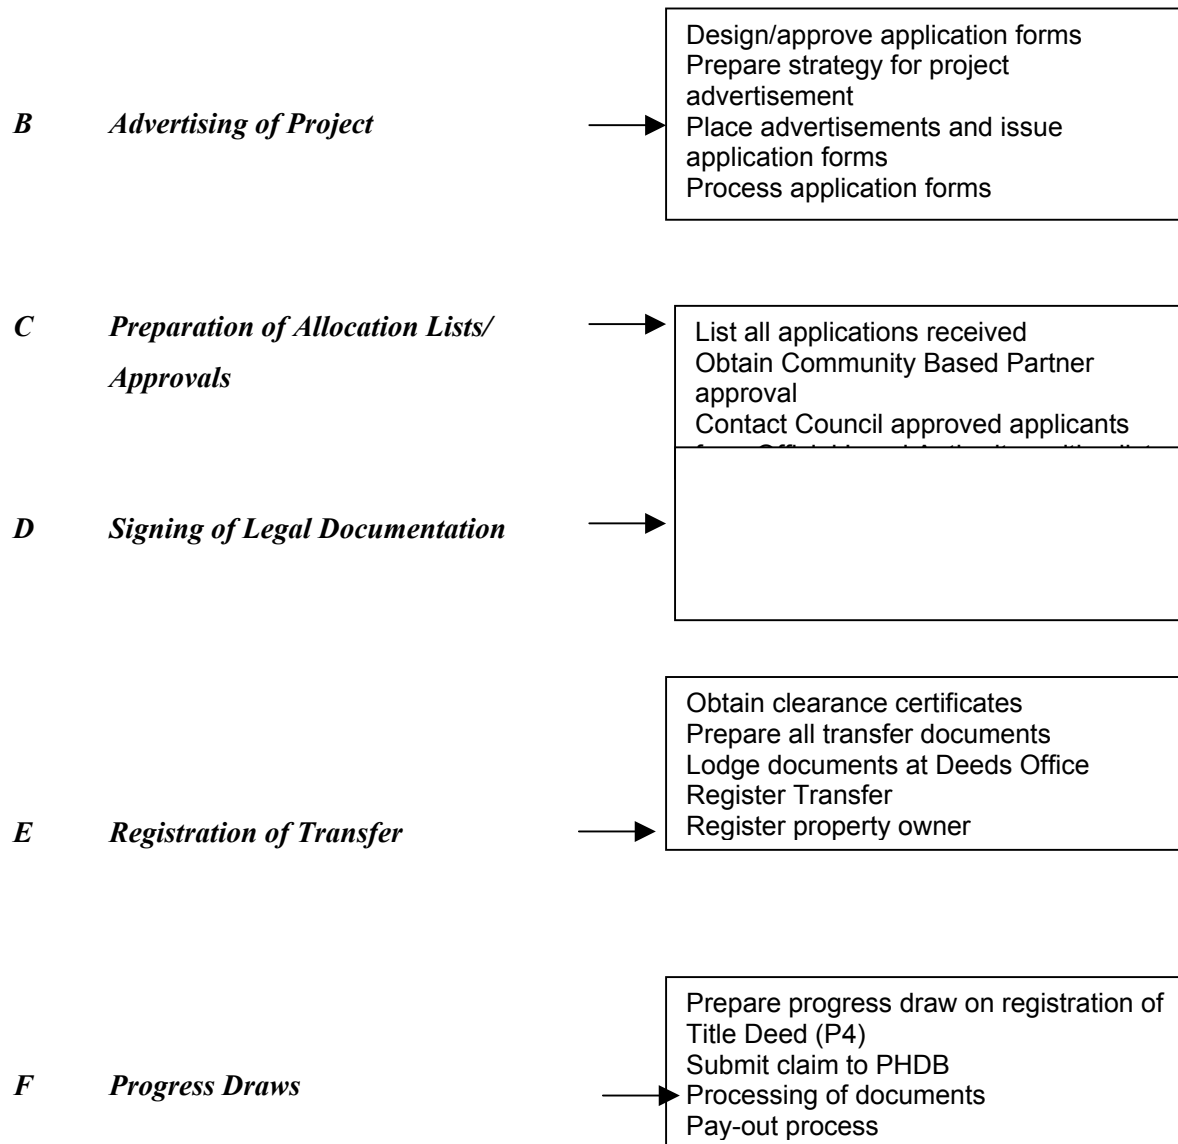 Design/approve application forms
Prepare strategy for project
advertisement
B Advertising of Project
Place advertisements and issue
application forms
Process application forms
C Preparation of Allocation Lists/
Approvals
List all applications received
Obtain Community Based Partner
approval
Contact Council approved applicants
D Signing of Legal Documentation
Obtain clearance certificates
Prepare all transfer documents
Lodge documents at Deeds Office
Register Transfer
E Registration of Transfer
Register property owner
Prepare progress draw on registration of
Title Deed (P4)
Submit claim to PHDB
F Progress Draws
Processing of documents
Pay-out process